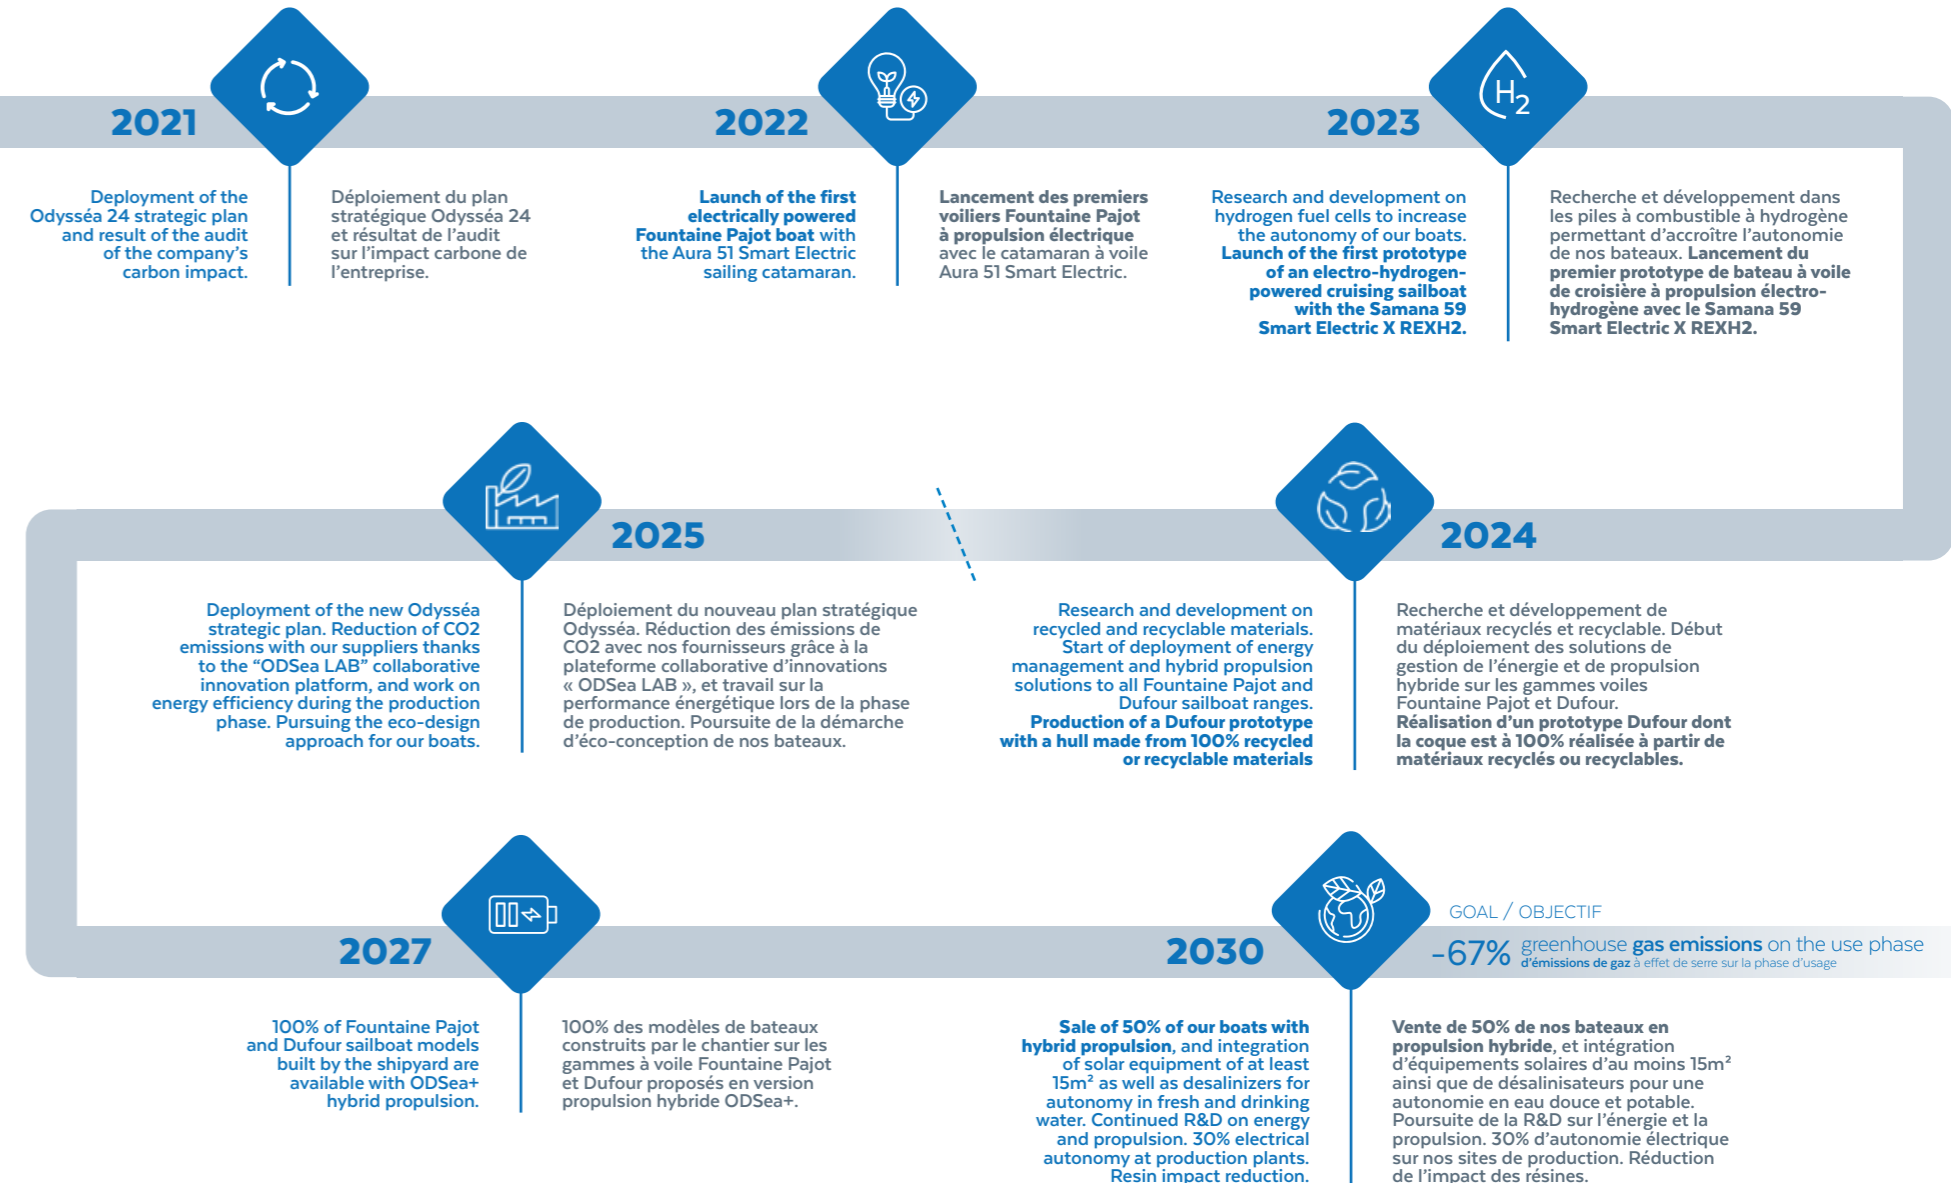 2021
Deployment of the
Odysséa 24 strategic plan
and result of the audit
of the company's
carbon impact.
Déploiement du plan
stratégique Odysséa 24
et résultat de l'audit
sur l'impact carbone de
l'entreprise.
2022
Launch of the first
electrically powered
Fountaine Pajot boat with
the Aura 51 Smart Electric
sailing catamaran.
Lancement des premiers
voiliers Fountaine Pajot
à propulsion électrique
avec le catamaran à voile
Aura 51 Smart Electric.
2023
H2
Research and development on
hydrogen fuel cells to increase
the autonomy of our boats.
Launch of the first prototype
of an electro-hydrogen-
powered cruising sailboat
with the Samana 59
Smart Electric X REXH2.
Recherche et développement dans
les piles à combustible à hydrogène
permettant d'accroître l'autonomie
de nos bateaux. Lancement du
premier prototype de bateau à voile
de croisière à propulsion électro-
hydrogène avec le Samana 59
Smart Electric X REXH2.
2024
Research and development on
recycled and recyclable materials.
Start of deployment of energy
management and hybrid propulsion
solutions to all Fountaine Pajot and
Dufour sailboat ranges.
Production of a Dufour prototype
with a hull made from 100% recycled
or recyclable materials
Recherche et développement de
matériaux recyclés et recyclable. Début
du déploiement des solutions de
gestion de l'énergie et de propulsion
hybride sur les gammes voiles
Fountaine Pajot et Dufour.
Réalisation d'un prototype Dufour dont
la coque est à 100% réalisée à partir de
matériaux recyclés ou recyclables.
2025
Deployment of the new Odysséa
strategic plan. Reduction of CO2
emissions with our suppliers thanks
to the “ODSea LAB” collaborative
innovation platform, and work on
energy efficiency during the production
phase. Pursuing the eco-design
approach for our boats.
Déploiement du nouveau plan stratégique
Odysséa. Réduction des émissions de
CO2 avec nos fournisseurs grâce à la
plateforme collaborative d'innovations
« ODSea LAB », et travail sur la
performance énergétique lors de la phase
de production. Poursuite de la démarche
d'éco-conception de nos bateaux.
2027
100% of Fountaine Pajot
and Dufour sailboat models
built by the shipyard are
available with ODSea+
hybrid propulsion.
100% des modèles de bateaux
construits par le chantier sur les
gammes à voile Fountaine Pajot
et Dufour proposés en version
propulsion hybride ODSea+.
2030
GOAL / OBJECTIF
-67% greenhouse gas emissions on the use phase
d'émissions de gaz à effet de serre sur la phase d'usage
Sale of 50% of our boats with
hybrid propulsion, and integration
of solar equipment of at least
15m² as well as desalinizers for
autonomy in fresh and drinking
water. Continued R&D on energy
and propulsion. 30% electrical
autonomy at production plants.
Resin impact reduction.
Vente de 50% de nos bateaux en
propulsion hybride, et intégration
d'équipements solaires d'au moins 15m²
ainsi que de désalinisateurs pour une
autonomie en eau douce et potable.
Poursuite de la R&D sur l'énergie et la
propulsion. 30% d'autonomie électrique
sur nos sites de production. Réduction
de l'impact des résines.